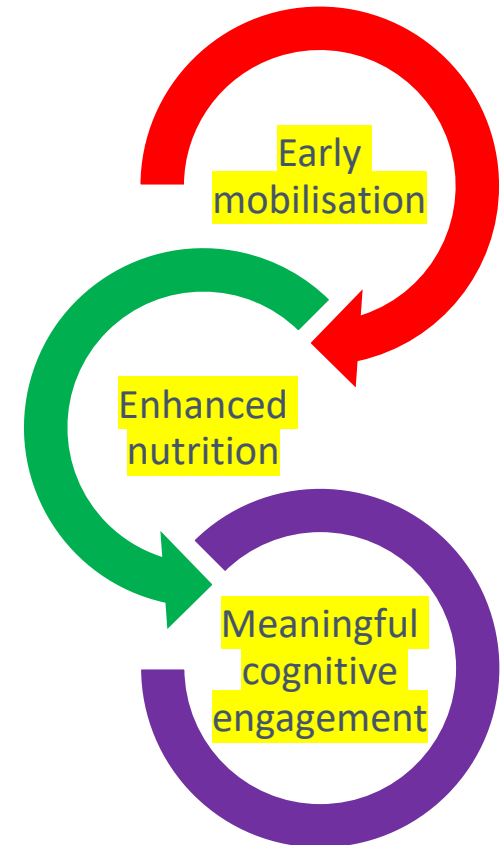 Early
mobilisation
Enhanced
nutrition
Meaningful
cognitive
engagement